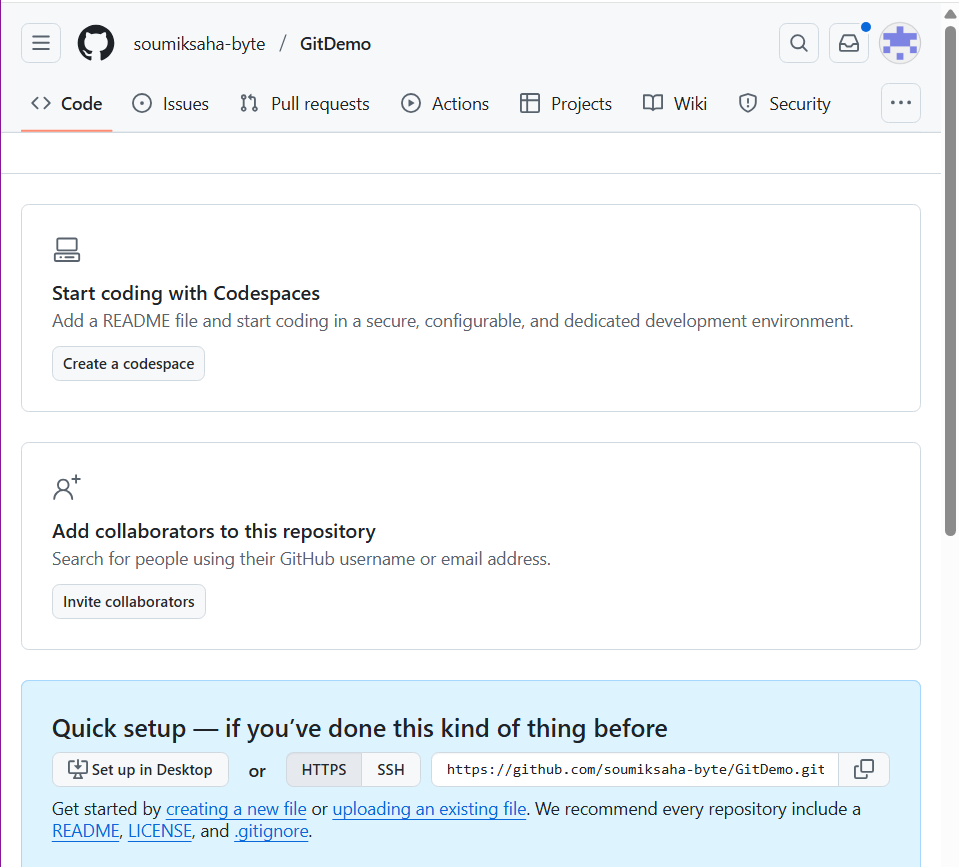 soumiksaha-byte / GitDemo
Code Issues Pull requests Actions Projects Wiki Security
Start coding with Codespaces
Add a README file and start coding in a secure, configurable, and dedicated development environment.
Create a codespace
Add collaborators to this repository
Search for people using their GitHub username or email address.
Invite collaborators
Quick setup — if you’ve done this kind of thing before
Set up in Desktop or HTTPS SSH https://github.com/soumiksaha-byte/GitDemo.git
Get started by creating a new file or uploading an existing file. We recommend every repository include a
README, LICENSE, and .gitignore.